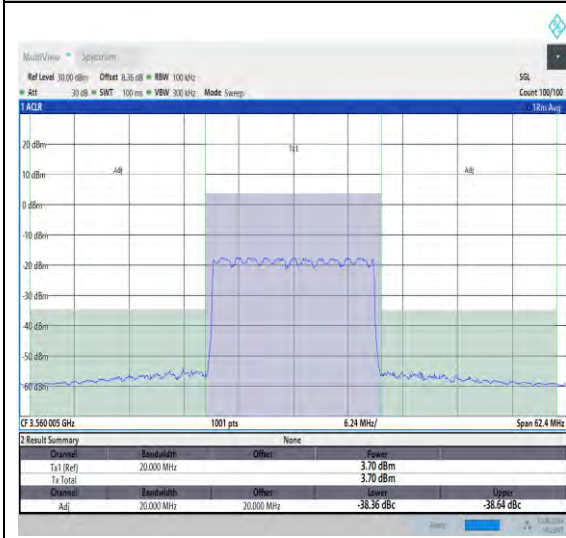 MultiView Spectrum
Ref Level 30.00 dBm Offset 8.36 dB RBW 100 kHz SGL
Att 30 dB SWT 100 ms VBW 300 kHz Mode Sweep Count 100/100
1 ACLR 1Rm Avg
20 dBm
Tx1
Adj Adj
10 dBm
0 dBm
-10 dBm
-20 dBm
-30 dBm
-40 dBm
-50 dBm
-60 dBm
CF 3.560 005 GHz 1001 pts 6.24 MHz/ Span 62.4 MHz
2 Result Summary None
Channel Bandwidth Offset Power
Tx1 (Ref) 20.000 MHz 3.70 dBm
Tx Total 3.70 dBm
Channel Bandwidth Offset Lower Upper
Adj 20.000 MHz 20.000 MHz -38.36 dBc -38.64 dBc